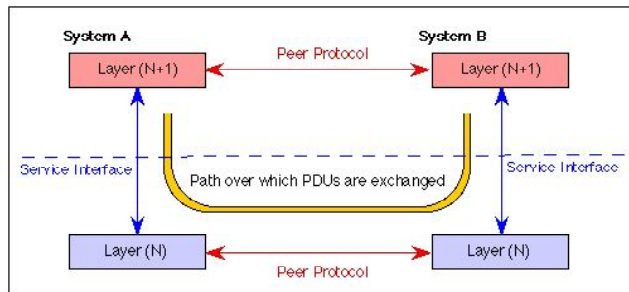 System A
System B
Peer Protocol
Layer (N+1)
Layer (N+1)
Service Interface
Path over which PDUs are exchanged
Service Interface
Layer (N)
Layer (N)
Peer Protocol